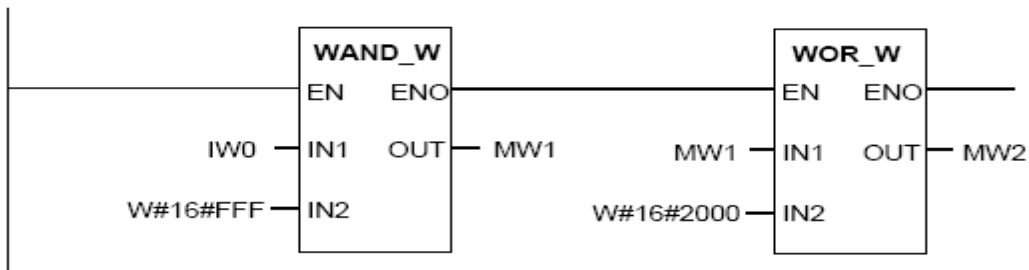 WAND_W
WOR_W
EN ENO
EN ENO
IW0 IN1 OUT MW1
MW1 IN1 OUT MW2
W#16#FFF IN2
W#16#2000 IN2